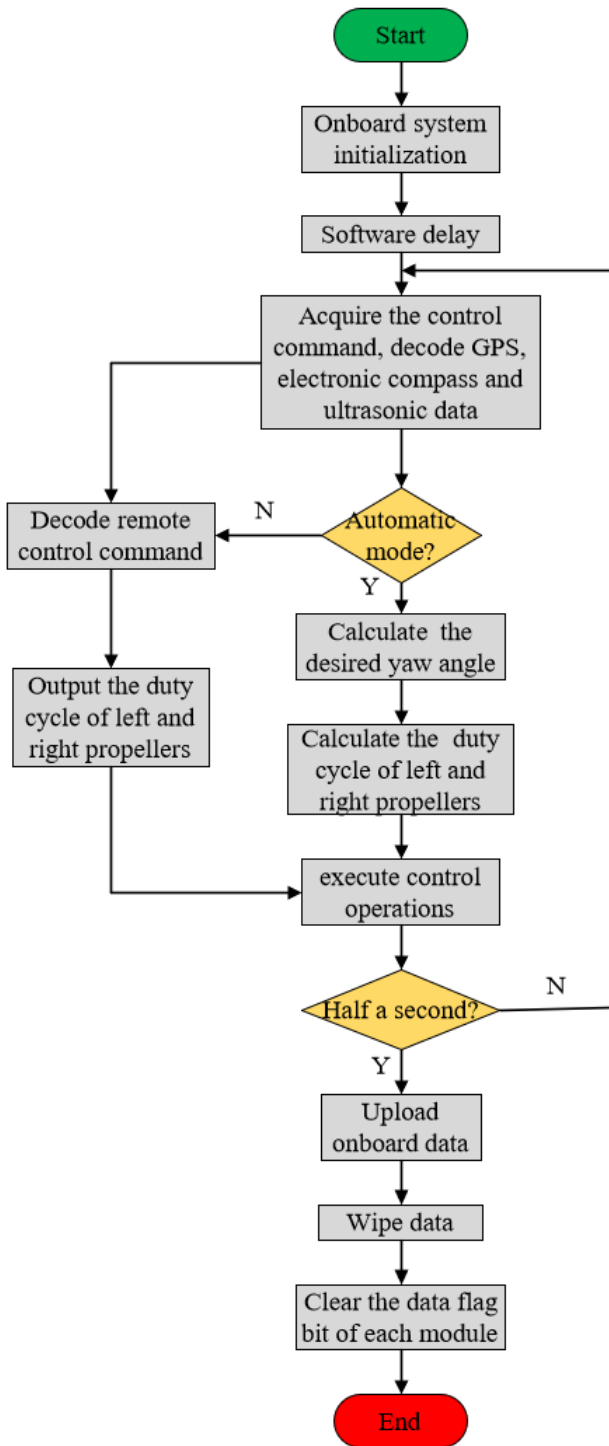 Start
Onboard system
initialization
Software delay
Acquire the control
command, decode GPS,
electronic compass and
ultrasonic data
Decode remote
control command
N
Automatic
mode?
Y
Calculate the
desired yaw angle
Output the duty
cycle of left and
right propellers
Calculate the duty
cycle of left and
right propellers
execute control
operations
Half a second?
N
Y
Upload
onboard data
Wipe data
Clear the data flag
bit of each module
End